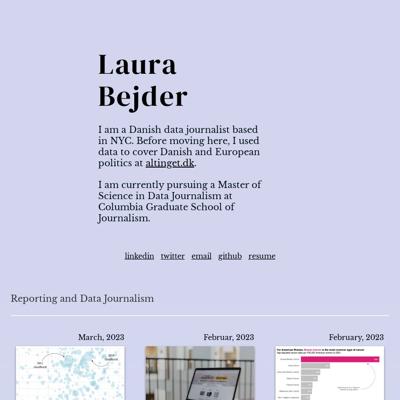 Laura
Bejder
I am a Danish data journalist based
in NYC. Before moving here, I used
data to cover Danish and European
politics at altinget.dk.
I am currently pursuing a Master of
Science in Data Journalism at
Columbia Graduate School of
Journalism.
linkedin twitter email github resume
Reporting and Data Journalism
March, 2023
Februar, 2023
February, 2023